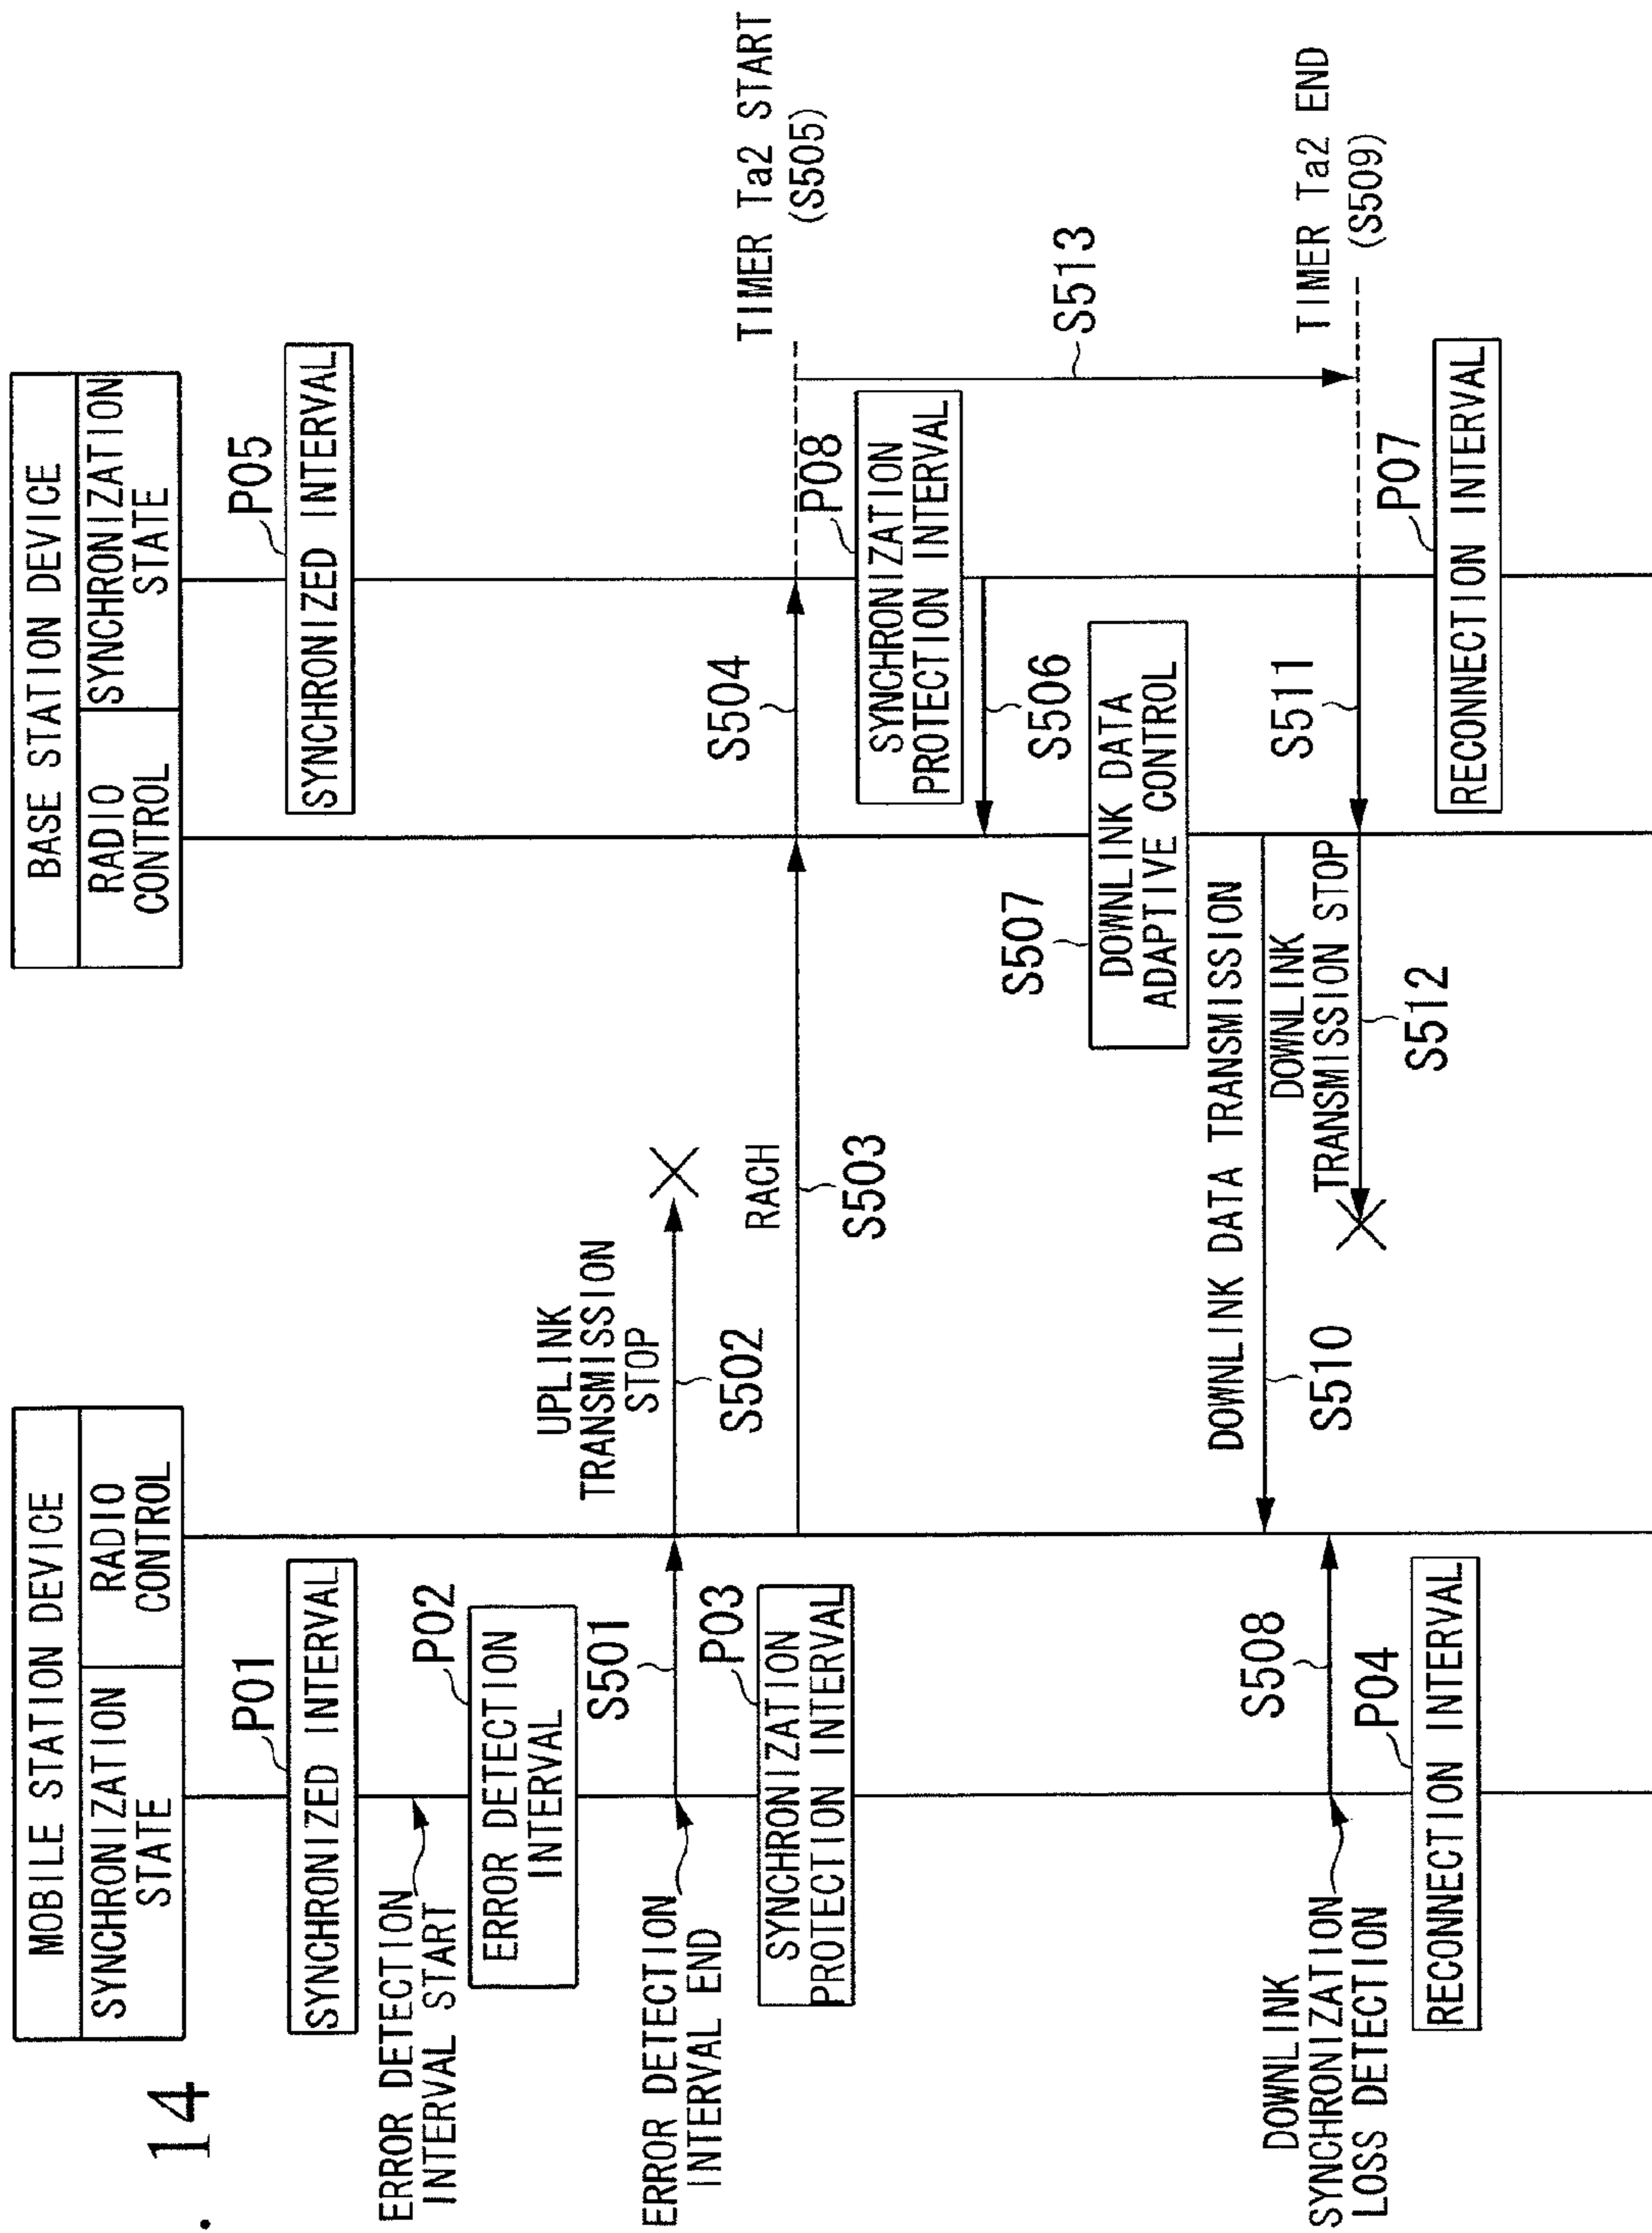 . 14
MOBILE STATION DEVICE
SYNCHRONIZATION
STATE
RADIO
CONTROL
BASE STATION DEVICE
RADIO
CONTROL
SYNCHRONIZATION
STATE
P01
SYNCHRONIZED INTERVAL
P05
SYNCHRONIZED INTERVAL
ERROR DETECTION
INTERVAL START
P02
ERROR DETECTION
INTERVAL
ERROR DETECTION
INTERVAL END
S501
UPLINK
TRANSMISSION
STOP
S502
P03
SYNCHRONIZATION
PROTECTION INTERVAL
RACH
S503
S504
TIMER Ta2 START
(S505)
P08
SYNCHRONIZATION
PROTECTION INTERVAL
S506
S507
DOWNLINK DATA
ADAPTIVE CONTROL
S513
DOWNLINK DATA TRANSMISSION
S510
DOWNLINK
SYNCHRONIZATION
LOSS DETECTION
S508
DOWNLINK
TRANSMISSION STOP
S512
S511
TIMER Ta2 END
(S509)
P04
RECONNECTION INTERVAL
P07
RECONNECTION INTERVAL